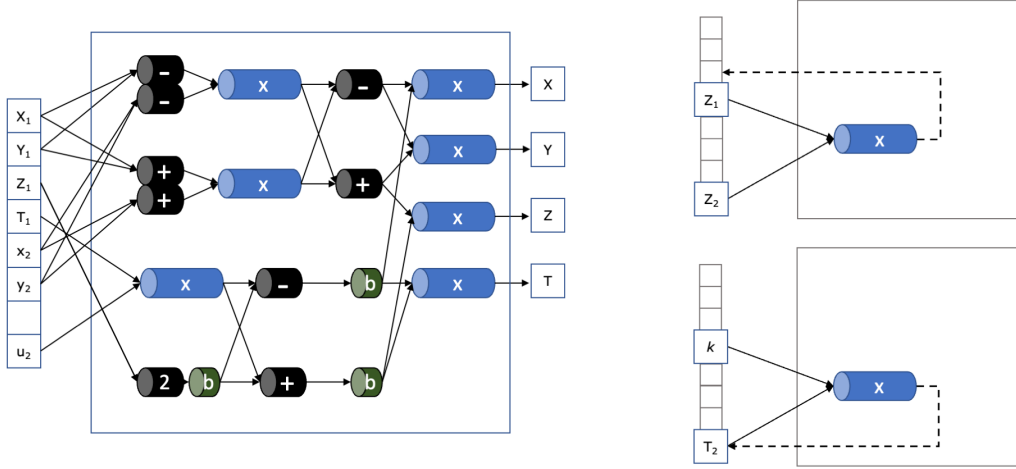 X₁
Y₁
Z₁
T₁
x₂
y₂
u₂
-
-
+
+
x
x
x
2
b
-
+
-
+
b
b
x
x
x
x
X
Y
Z
T
Z₁
Z₂
x
k
T₂
x